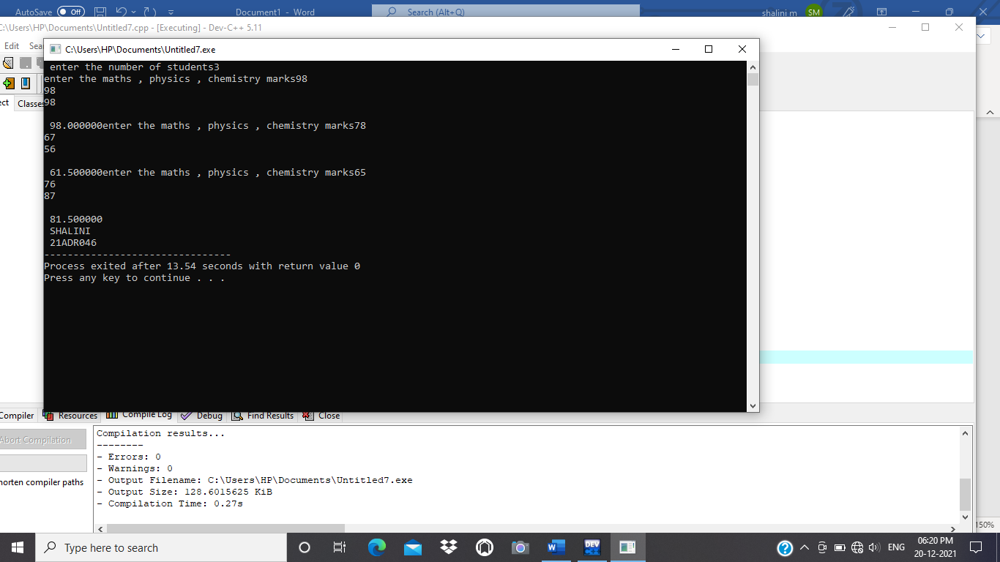 AutoSave Off Document1 - Word Search (Alt+Q) shalini m SM
C:\Users\HP\Documents\Untitled7.cpp - [Executing] - Dev-C++ 5.11
Edit Sea
C:\Users\HP\Documents\Untitled7.exe
ect Classes
enter the number of students3
enter the maths , physics , chemistry marks98
98
98
98.000000enter the maths , physics , chemistry marks78
67
56
61.500000enter the maths , physics , chemistry marks65
76
87
81.500000
SHALINI
21ADR046
--------------------------------
Process exited after 13.54 seconds with return value 0
Press any key to continue . . .
Compiler Resources Compile Log Debug Find Results Close
Abort Compilation
horten compiler paths
Compilation results...
--------
- Errors: 0
- Warnings: 0
- Output Filename: C:\Users\HP\Documents\Untitled7.exe
- Output Size: 128.6015625 KiB
- Compilation Time: 0.27s
150%
Type here to search
DEV
ENG
06:20 PM
20-12-2021